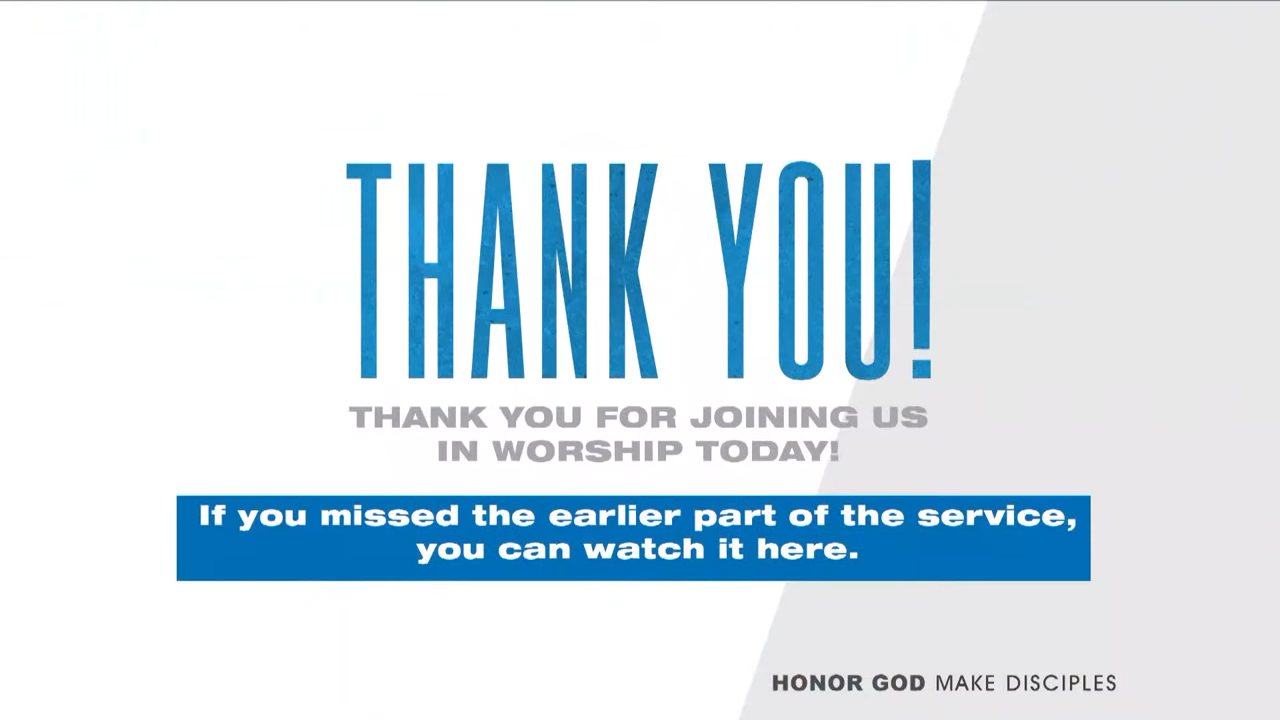 THANK YOU!
THANK YOU FOR JOINING US
IN WORSHIP TODAY!
If you missed the earlier part of the service,
you can watch it here.
HONOR GOD MAKE DISCIPLES